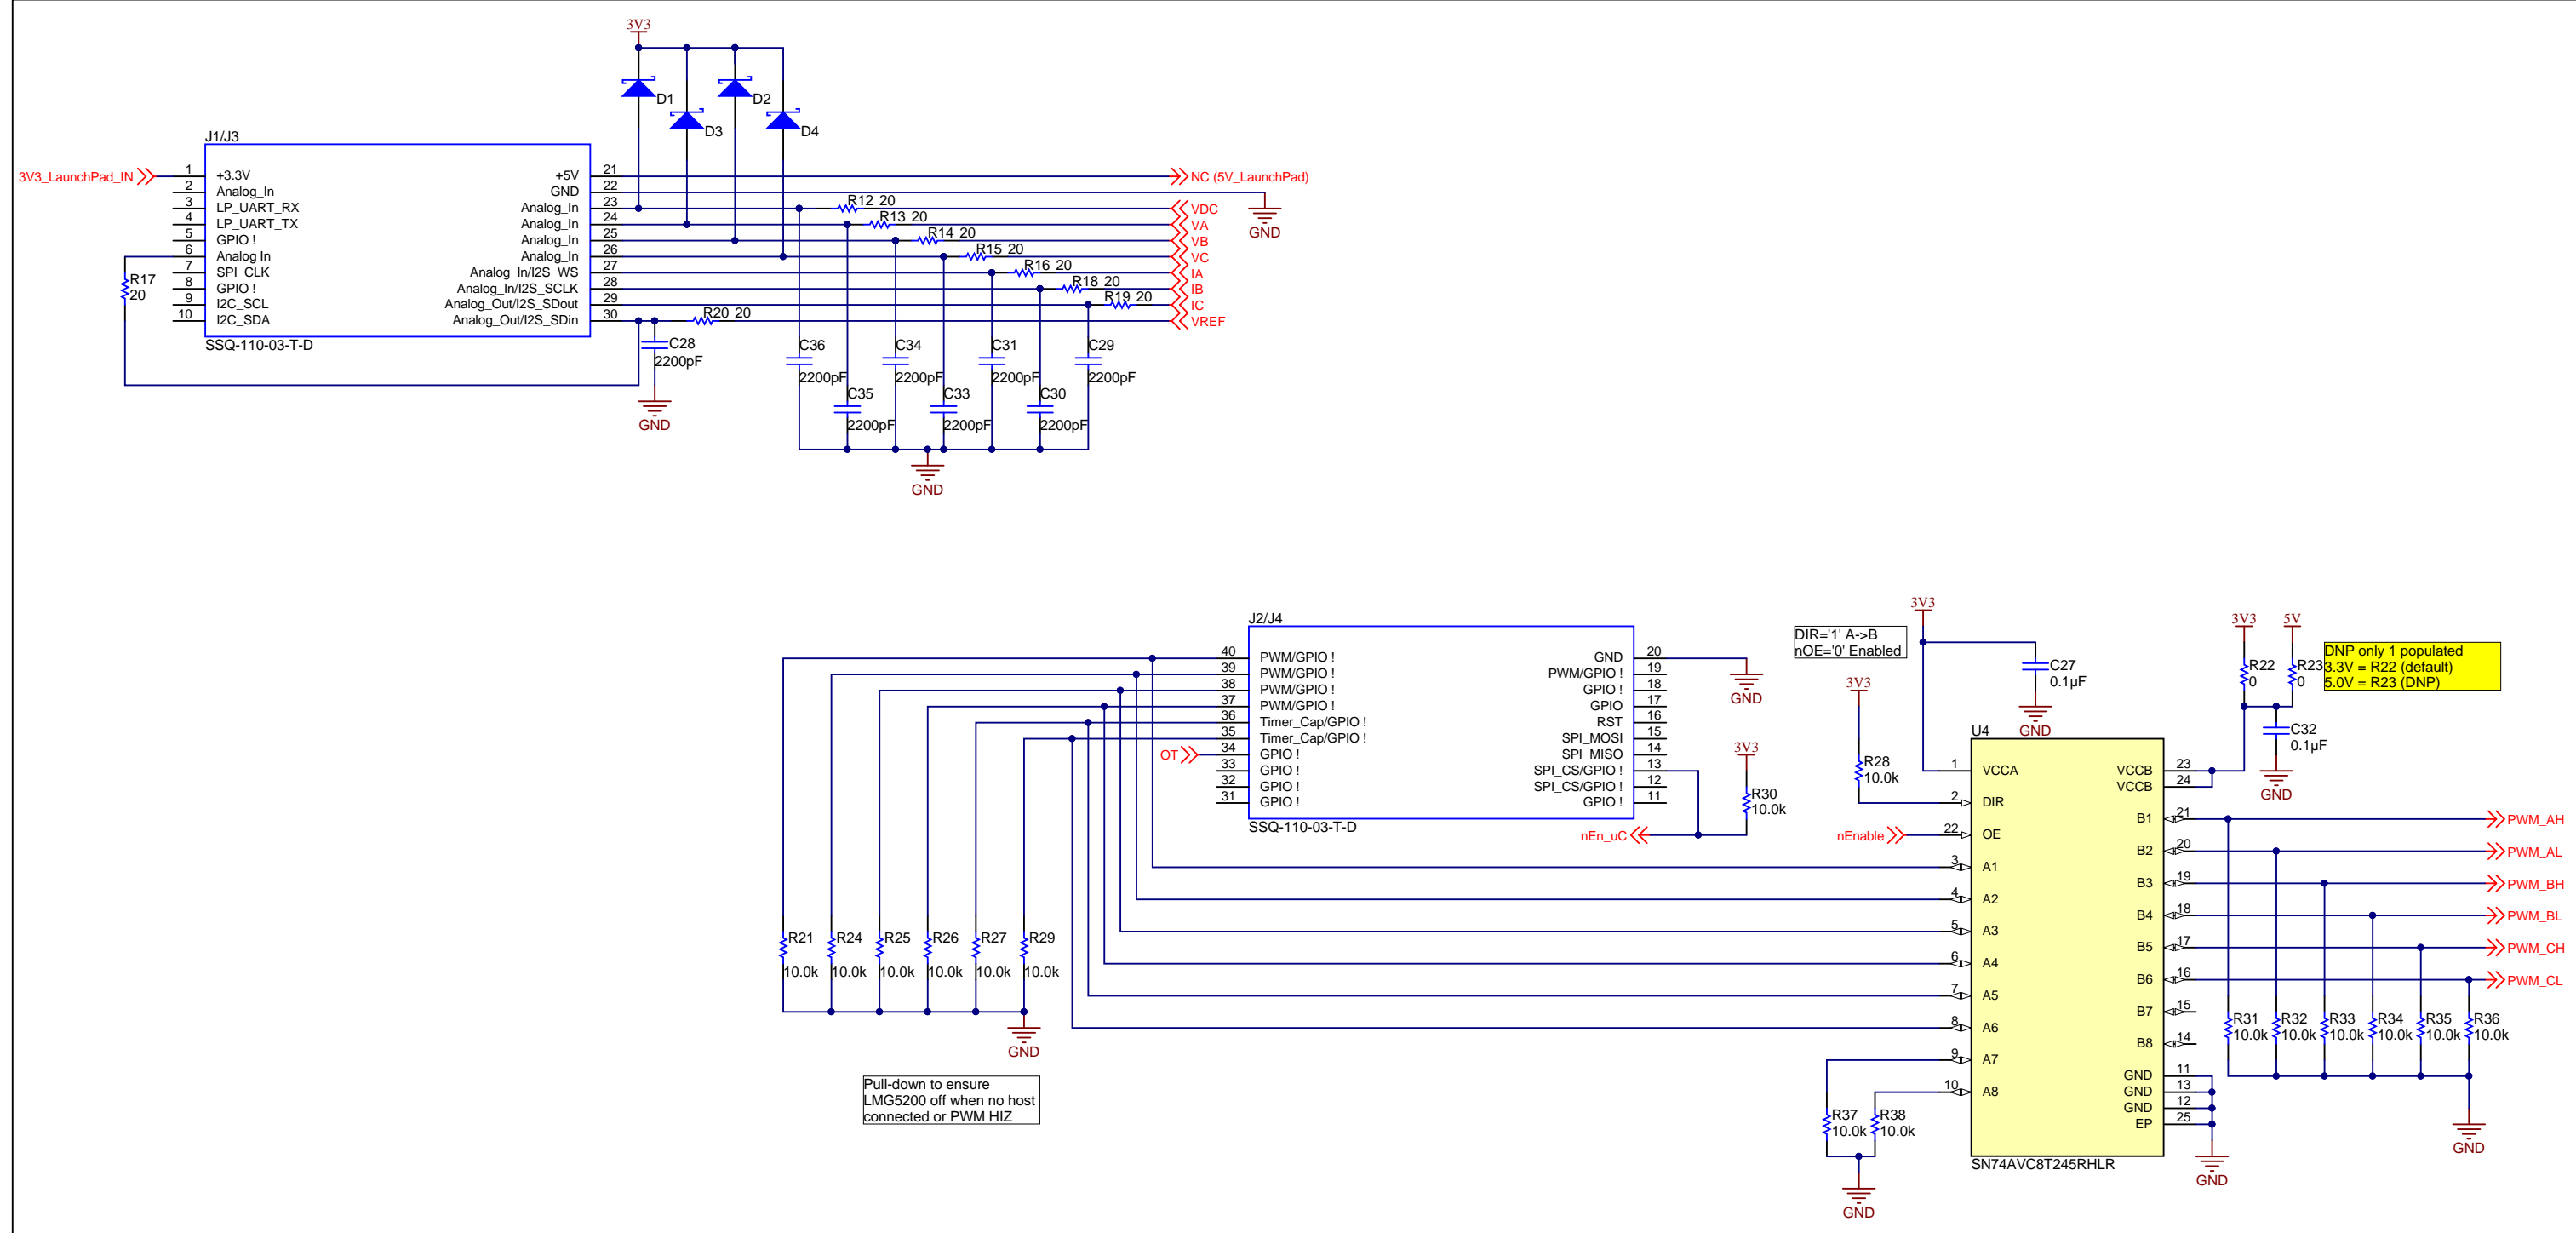 3V3
D1
D2
D3
D4
J1/J3
3V3_LaunchPad_IN
1 +3.3V
2 Analog_In
3 LP_UART_RX
4 LP_UART_TX
5 GPIO !
6 Analog In
7 SPI_CLK
8 GPIO !
9 I2C_SCL
10 I2C_SDA
+5V 21
GND 22
Analog_In 23
Analog_In 24
Analog_In 25
Analog_In 26
Analog_In/I2S_WS 27
Analog_In/I2S_SCLK 28
Analog_Out/I2S_SDout 29
Analog_Out/I2S_SDin 30
SSQ-110-03-T-D
R17
20
NC (5V_LaunchPad)
GND
R12 20
VDC
R13 20
VA
R14 20
VB
R15 20
VC
R16 20
IA
R18 20
IB
R19 20
IC
R20 20
VREF
C28
2200pF
GND
C36
2200pF
C34
2200pF
C31
2200pF
C29
2200pF
C35
2200pF
C33
2200pF
C30
2200pF
GND
J2/J4
40 PWM/GPIO !
39 PWM/GPIO !
38 PWM/GPIO !
37 PWM/GPIO !
36 Timer_Cap/GPIO !
35 Timer_Cap/GPIO !
34 GPIO !
33 GPIO !
32 GPIO !
31 GPIO !
OT
GND 20
PWM/GPIO ! 19
GPIO ! 18
GPIO 17
RST 16
SPI_MOSI 15
SPI_MISO 14
SPI_CS/GPIO ! 13
SPI_CS/GPIO ! 12
GPIO ! 11
SSQ-110-03-T-D
GND
3V3
R30
10.0k
nEn_uC
R21
10.0k
R24
10.0k
R25
10.0k
R26
10.0k
R27
10.0k
R29
10.0k
GND
Pull-down to ensure
LMG5200 off when no host
connected or PWM HIZ
DIR='1' A->B
nOE='0' Enabled
3V3
C27
0.1µF
GND
3V3
R28
10.0k
nEnable
3V3
5V
R22
0
R23
0
DNP only 1 populated
3.3V = R22 (default)
5.0V = R23 (DNP)
C32
0.1µF
GND
U4
1 VCCA
2 DIR
22 OE
3 A1
4 A2
5 A3
6 A4
7 A5
8 A6
9 A7
10 A8
VCCB 23
VCCB 24
B1 21
B2 20
B3 19
B4 18
B5 17
B6 16
B7 15
B8 14
GND 11
GND 13
GND 12
EP 25
SN74AVC8T245RHLR
GND
PWM_AH
PWM_AL
PWM_BH
PWM_BL
PWM_CH
PWM_CL
R31
10.0k
R32
10.0k
R33
10.0k
R34
10.0k
R35
10.0k
R36
10.0k
GND
R37
10.0k
R38
10.0k
GND